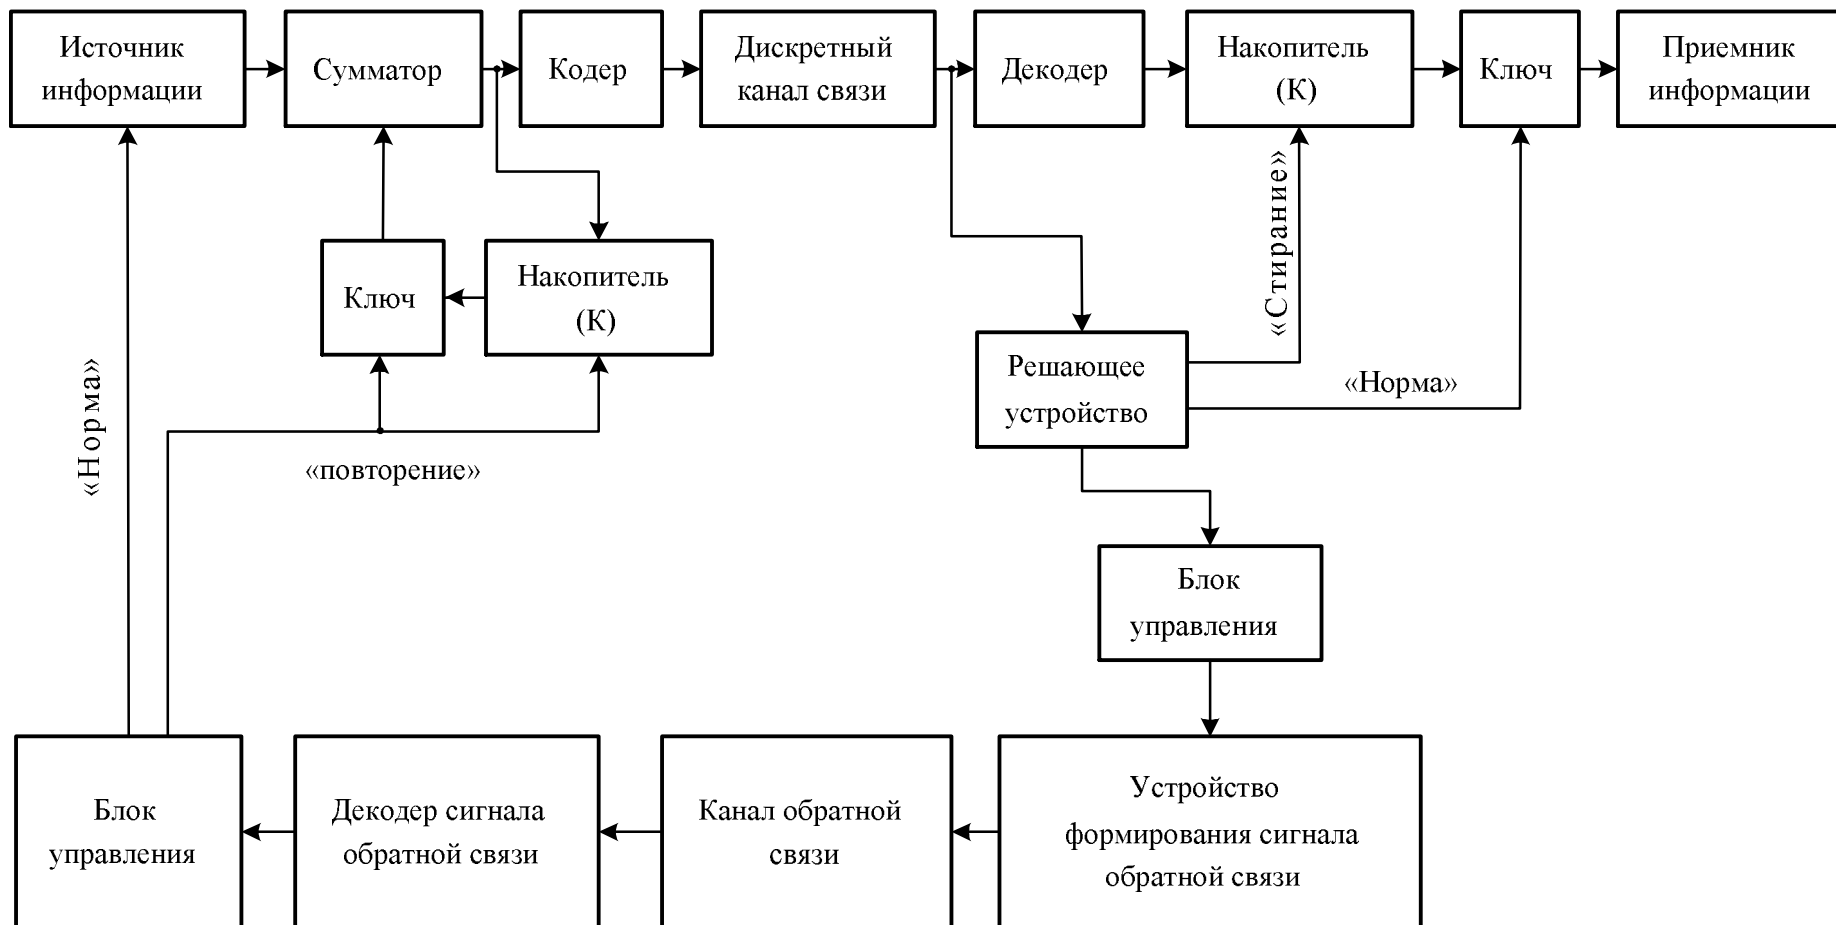 Источник
информации
Сумматор
Кодер
Дискретный
канал связи
Декодер
Накопитель
(К)
Ключ
Приемник
информации
«Стирание»
Ключ
Накопитель
(К)
«Норма»
Решающее
устройство
«Норма»
«повторение»
Блок
управления
Блок
управления
Декодер сигнала
обратной связи
Канал обратной
связи
Устройство
формирования сигнала
обратной связи